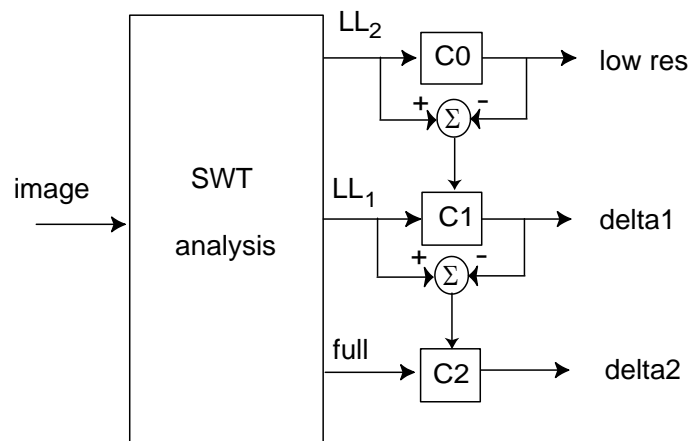 LL₂
C0
low res
+ -
Σ
image
SWT
analysis
LL₁
C1
delta1
+ -
Σ
full
C2
delta2